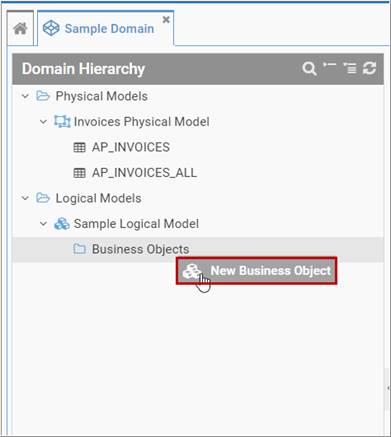 Sample Domain
Domain Hierarchy
Physical Models
Invoices Physical Model
AP_INVOICES
AP_INVOICES_ALL
Logical Models
Sample Logical Model
Business Objects
New Business Object